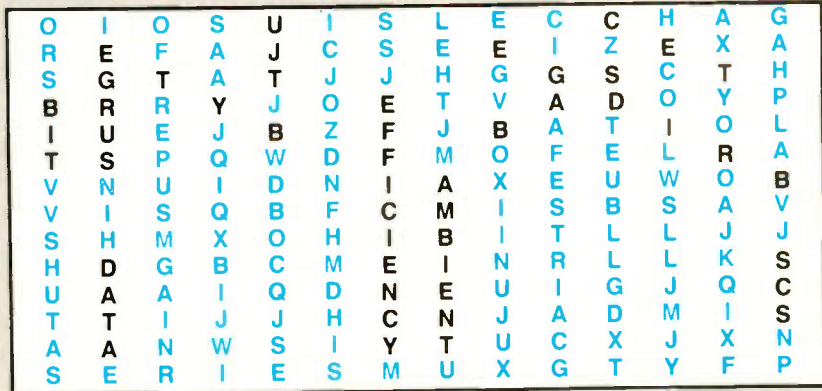 O I O S U I S L E C C H A G
R E F A J C S E E I Z E X A
S G T A T J J H G G S C T H
B R R Y J O E T V A D O Y P
I U E J B Z F J B A T I O L
T S P Q W D F M O F E L R A
V N U I D N I A X E U W O B
V I S Q B F C M I S B S A V
S H M X O H I B I T L L J J
H D G B C M E I N R L L K S
U A A I Q D N E U I G J Q C
T T I J J H C N J A D M I S
A A N W S I Y T U C X J X N
S E R I E S M U X G T Y F P